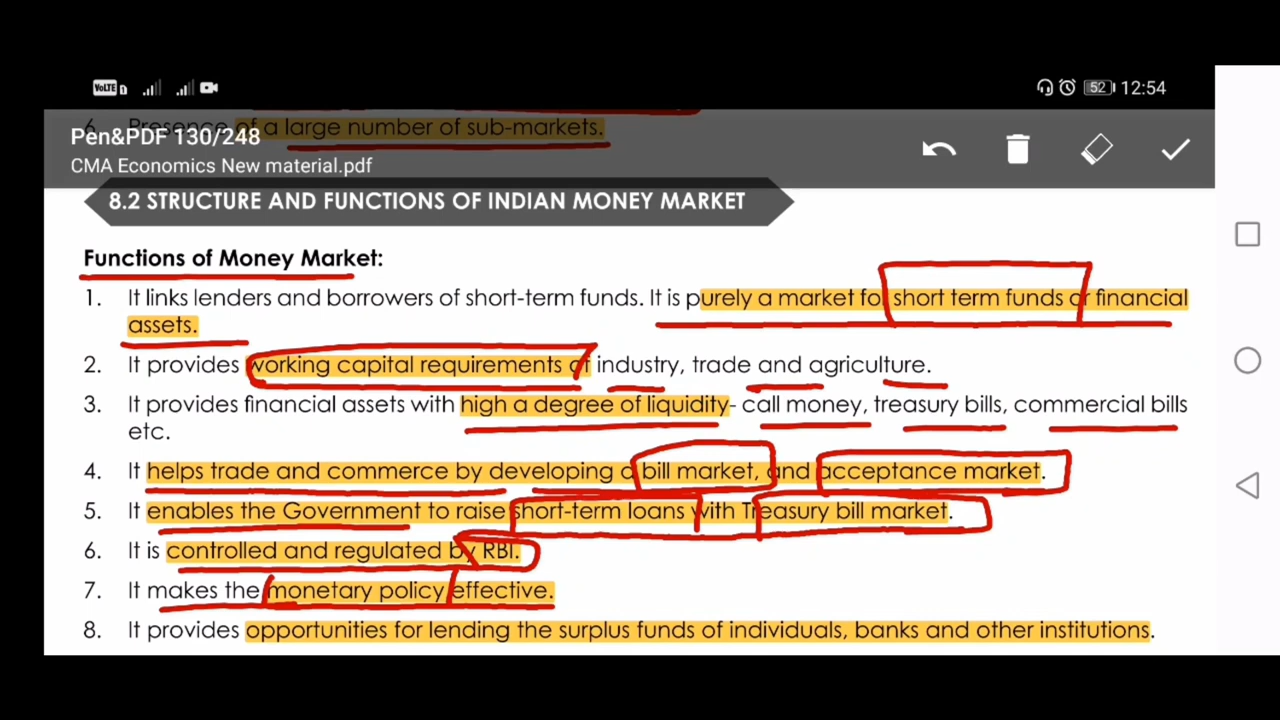 VoLTE 52 12:54
6. Presence of a large number of sub-markets.
Pen&PDF 130/248
CMA Economics New material.pdf
8.2 STRUCTURE AND FUNCTIONS OF INDIAN MONEY MARKET
Functions of Money Market:
1. It links lenders and borrowers of short-term funds. It is purely a market for short term funds or financial
assets.
2. It provides working capital requirements of industry, trade and agriculture.
3. It provides financial assets with high a degree of liquidity- call money, treasury bills, commercial bills
etc.
4. It helps trade and commerce by developing a bill market, and acceptance market.
5. It enables the Government to raise short-term loans with Treasury bill market.
6. It is controlled and regulated by RBI.
7. It makes the monetary policy effective.
8. It provides opportunities for lending the surplus funds of individuals, banks and other institutions.